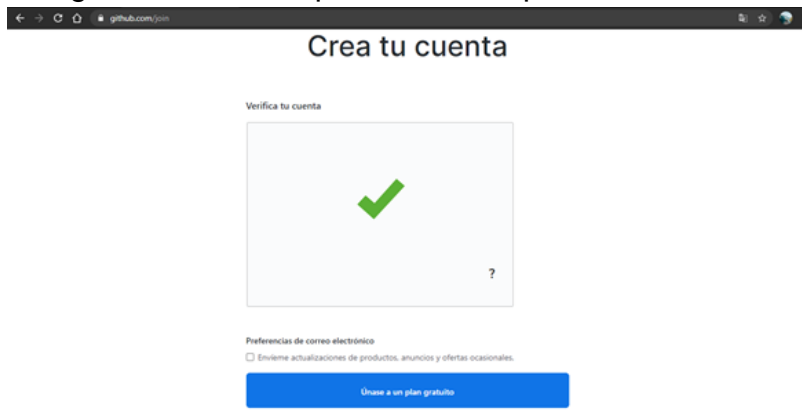 github.com/join
Crea tu cuenta
Verifica tu cuenta
?
Preferencias de correo electrónico
Envíeme actualizaciones de productos, anuncios y ofertas ocasionales.
Únase a un plan gratuito